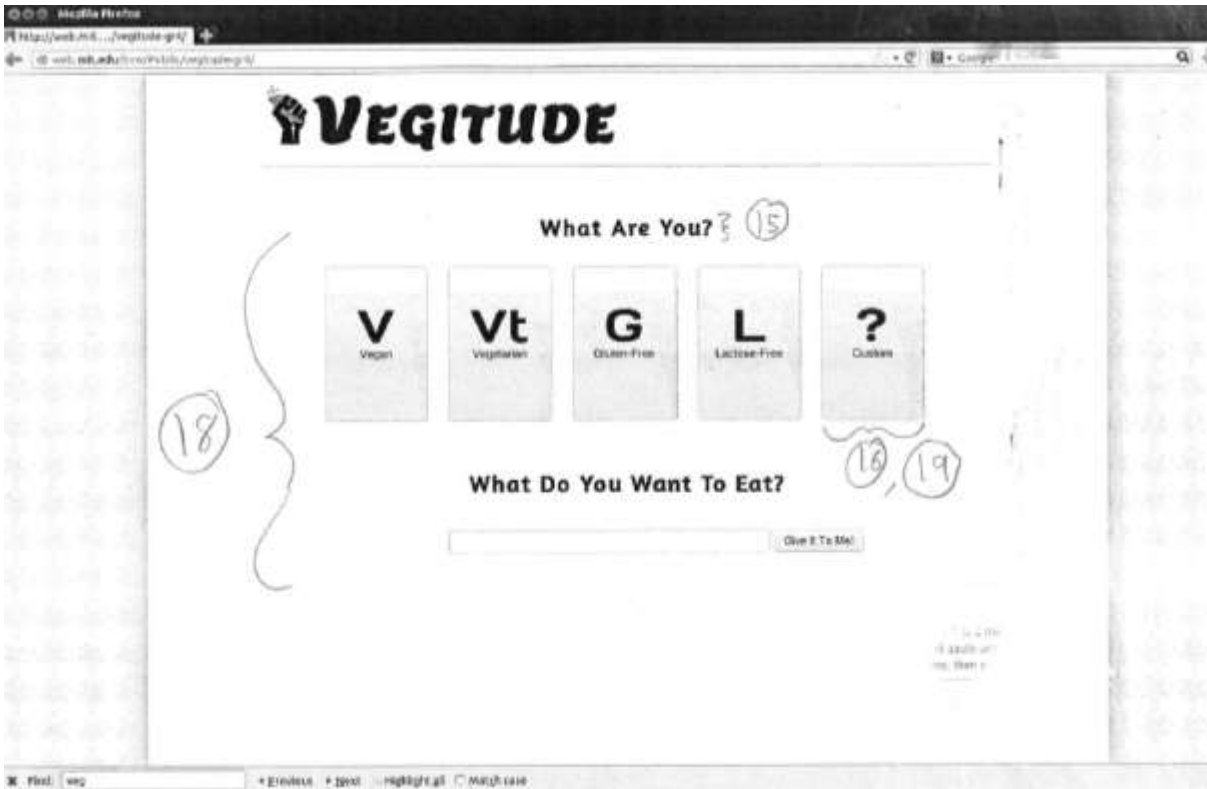 Mozilla Firefox
VEGITUDE
What Are You? 15
V
Vegan
Vt
Vegetarian
G
Gluten-Free
L
Lactose-Free
?
Custom
18
16, 19
What Do You Want To Eat?
Give It To Me!
Find: veg Previous Next Highlight all Match case